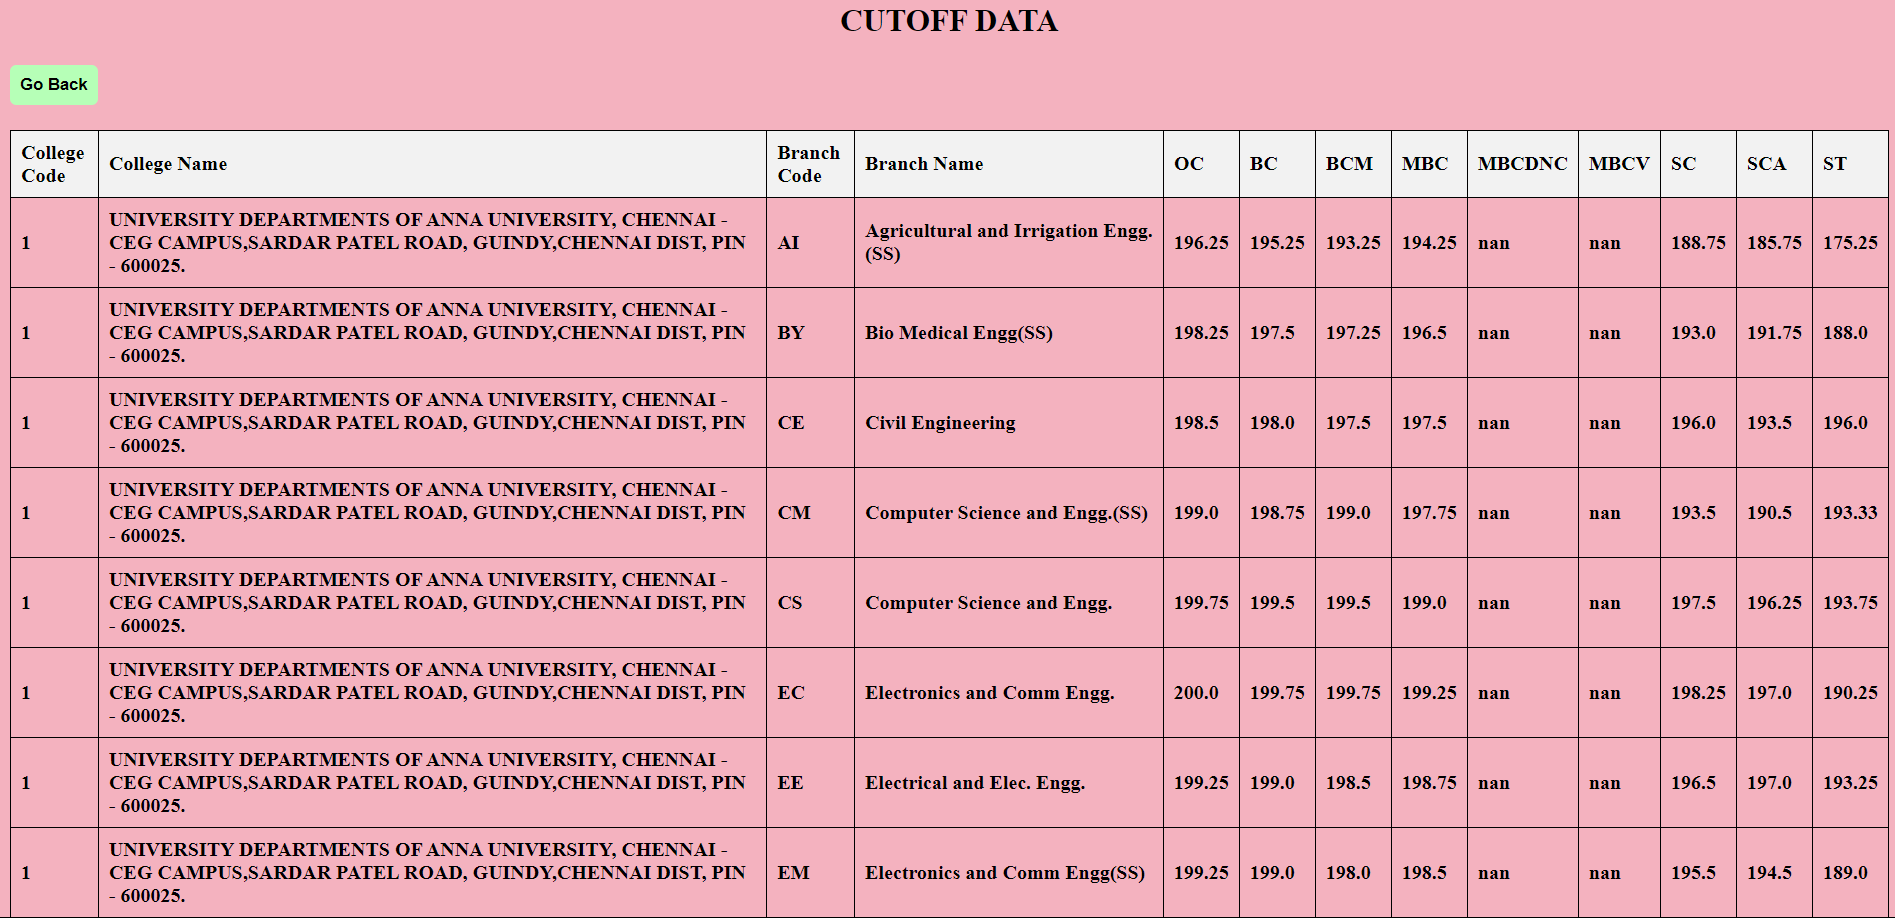 CUTOFF DATA
Go Back
College Code | College Name | Branch Code | Branch Name | OC | BC | BCM | MBC | MBCDNC | MBCV | SC | SCA | ST
1 | UNIVERSITY DEPARTMENTS OF ANNA UNIVERSITY, CHENNAI - CEG CAMPUS,SARDAR PATEL ROAD, GUINDY,CHENNAI DIST, PIN - 600025. | AI | Agricultural and Irrigation Engg. (SS) | 196.25 | 195.25 | 193.25 | 194.25 | nan | nan | 188.75 | 185.75 | 175.25
1 | UNIVERSITY DEPARTMENTS OF ANNA UNIVERSITY, CHENNAI - CEG CAMPUS,SARDAR PATEL ROAD, GUINDY,CHENNAI DIST, PIN - 600025. | BY | Bio Medical Engg(SS) | 198.25 | 197.5 | 197.25 | 196.5 | nan | nan | 193.0 | 191.75 | 188.0
1 | UNIVERSITY DEPARTMENTS OF ANNA UNIVERSITY, CHENNAI - CEG CAMPUS,SARDAR PATEL ROAD, GUINDY,CHENNAI DIST, PIN - 600025. | CE | Civil Engineering | 198.5 | 198.0 | 197.5 | 197.5 | nan | nan | 196.0 | 193.5 | 196.0
1 | UNIVERSITY DEPARTMENTS OF ANNA UNIVERSITY, CHENNAI - CEG CAMPUS,SARDAR PATEL ROAD, GUINDY,CHENNAI DIST, PIN - 600025. | CM | Computer Science and Engg.(SS) | 199.0 | 198.75 | 199.0 | 197.75 | nan | nan | 193.5 | 190.5 | 193.33
1 | UNIVERSITY DEPARTMENTS OF ANNA UNIVERSITY, CHENNAI - CEG CAMPUS,SARDAR PATEL ROAD, GUINDY,CHENNAI DIST, PIN - 600025. | CS | Computer Science and Engg. | 199.75 | 199.5 | 199.5 | 199.0 | nan | nan | 197.5 | 196.25 | 193.75
1 | UNIVERSITY DEPARTMENTS OF ANNA UNIVERSITY, CHENNAI - CEG CAMPUS,SARDAR PATEL ROAD, GUINDY,CHENNAI DIST, PIN - 600025. | EC | Electronics and Comm Engg. | 200.0 | 199.75 | 199.75 | 199.25 | nan | nan | 198.25 | 197.0 | 190.25
1 | UNIVERSITY DEPARTMENTS OF ANNA UNIVERSITY, CHENNAI - CEG CAMPUS,SARDAR PATEL ROAD, GUINDY,CHENNAI DIST, PIN - 600025. | EE | Electrical and Elec. Engg. | 199.25 | 199.0 | 198.5 | 198.75 | nan | nan | 196.5 | 197.0 | 193.25
1 | UNIVERSITY DEPARTMENTS OF ANNA UNIVERSITY, CHENNAI - CEG CAMPUS,SARDAR PATEL ROAD, GUINDY,CHENNAI DIST, PIN - 600025. | EM | Electronics and Comm Engg(SS) | 199.25 | 199.0 | 198.0 | 198.5 | nan | nan | 195.5 | 194.5 | 189.0